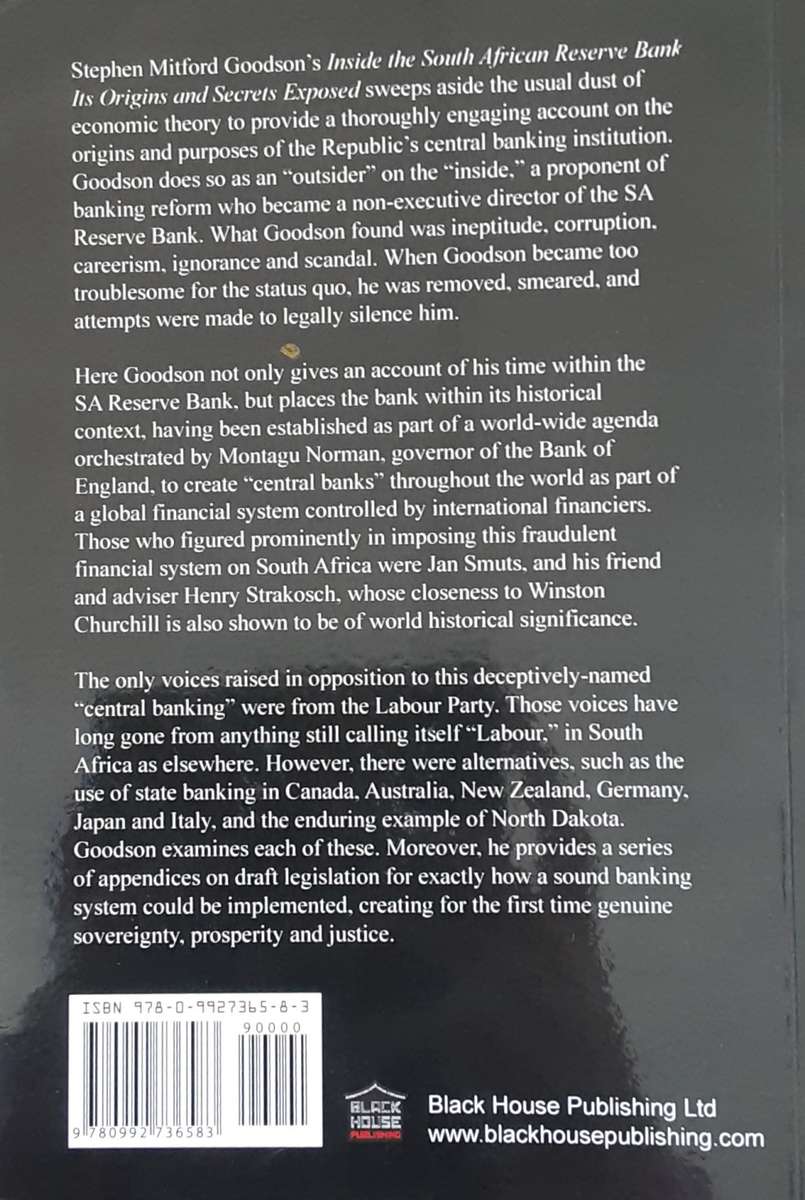 Stephen Mitford Goodson's Inside the South African Reserve Bank
Its Origins and Secrets Exposed sweeps aside the usual dust of
economic theory to provide a thoroughly engaging account on the
origins and purposes of the Republic's central banking institution.
Goodson does so as an “outsider” on the “inside,” a proponent of
banking reform who became a non-executive director of the SA
Reserve Bank. What Goodson found was ineptitude, corruption,
careerism, ignorance and scandal. When Goodson became too
troublesome for the status quo, he was removed, smeared, and
attempts were made to legally silence him.
Here Goodson not only gives an account of his time within the
SA Reserve Bank, but places the bank within its historical
context, having been established as part of a world-wide agenda
orchestrated by Montagu Norman, governor of the Bank of
England, to create “central banks” throughout the world as part of
a global financial system controlled by international financiers.
Those who figured prominently in imposing this fraudulent
financial system on South Africa were Jan Smuts, and his friend
and adviser Henry Strakosch, whose closeness to Winston
Churchill is also shown to be of world historical significance.
The only voices raised in opposition to this deceptively-named
“central banking” were from the Labour Party. Those voices have
long gone from anything still calling itself “Labour,” in South
Africa as elsewhere. However, there were alternatives, such as the
use of state banking in Canada, Australia, New Zealand, Germany,
Japan and Italy, and the enduring example of North Dakota.
Goodson examines each of these. Moreover, he provides a series
of appendices on draft legislation for exactly how a sound banking
system could be implemented, creating for the first time genuine
sovereignty, prosperity and justice.
ISBN 978-0-9927365-8-3
90000
9 780992 736583
BLACK
HOUSE
PUBLISHING
Black House Publishing Ltd
www.blackhousepublishing.com